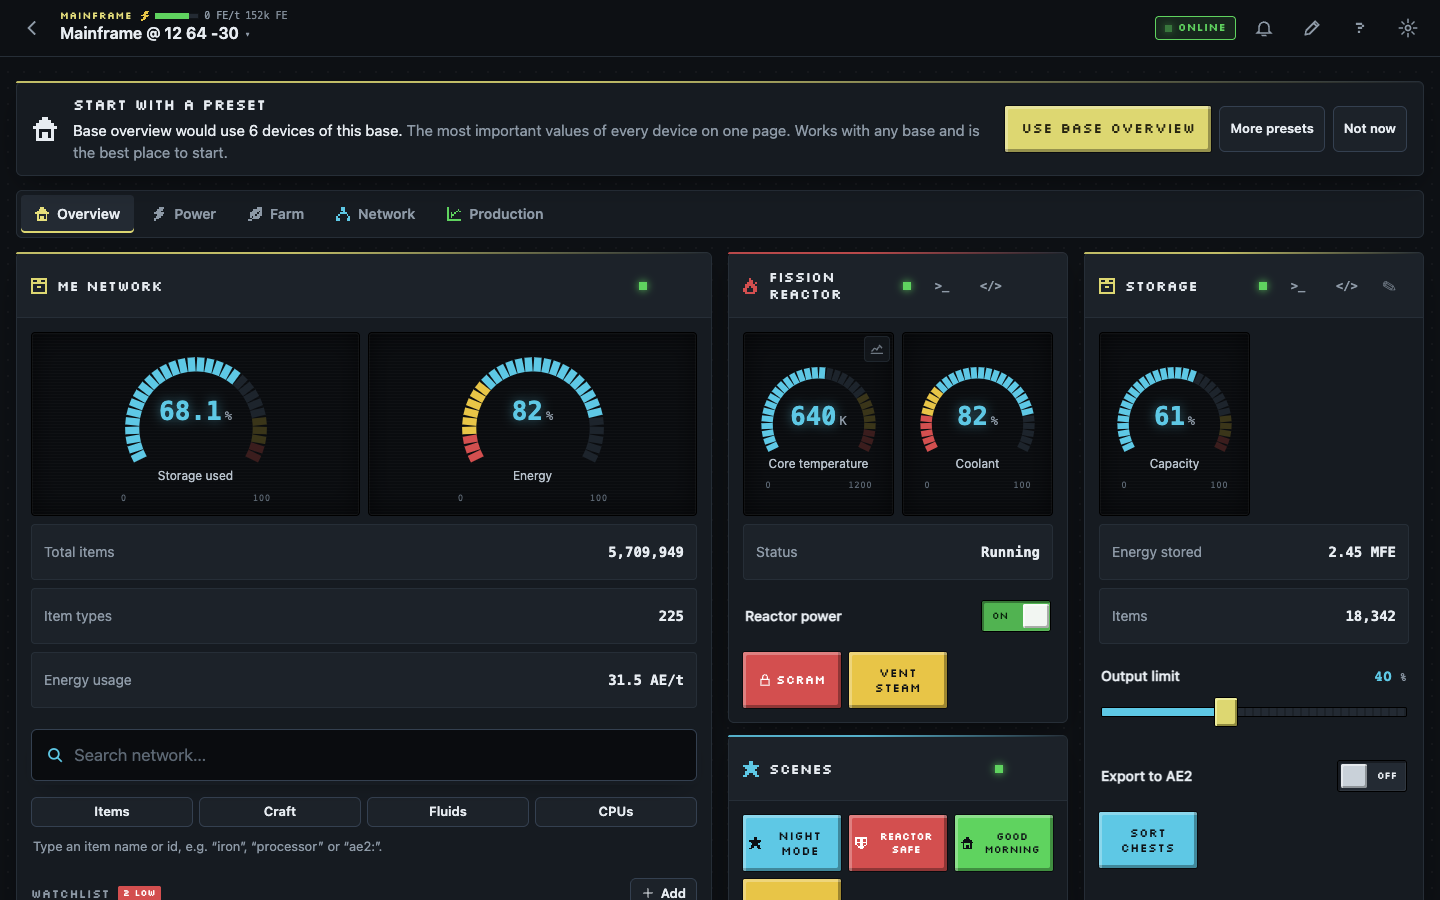 MAINFRAME 0 FE/t 152k FE
Mainframe @ 12 64 -30
ONLINE
?
START WITH A PRESET
Base overview would use 6 devices of this base. The most important values of every device on one page. Works with any base and is
the best place to start.
USE BASE OVERVIEW
More presets
Not now
Overview
Power
Farm
Network
Production
ME NETWORK
68.1%
Storage used
0 100
82%
Energy
0 100
Total items 5,709,949
Item types 225
Energy usage 31.5 AE/t
Search network...
Items
Craft
Fluids
CPUs
Type an item name or id, e.g. “iron”, “processor” or “ae2:”.
WATCHLIST 2 LOW
+ Add
FISSION
REACTOR
>_ </>
640 K
Core temperature
0 1200
82%
Coolant
0 100
Status Running
Reactor power ON
SCRAM
VENT
STEAM
SCENES
NIGHT
MODE
REACTOR
SAFE
GOOD
MORNING
STORAGE
>_ </>
61%
Capacity
0 100
Energy stored 2.45 MFE
Items 18,342
Output limit 40 %
Export to AE2 OFF
SORT
CHESTS